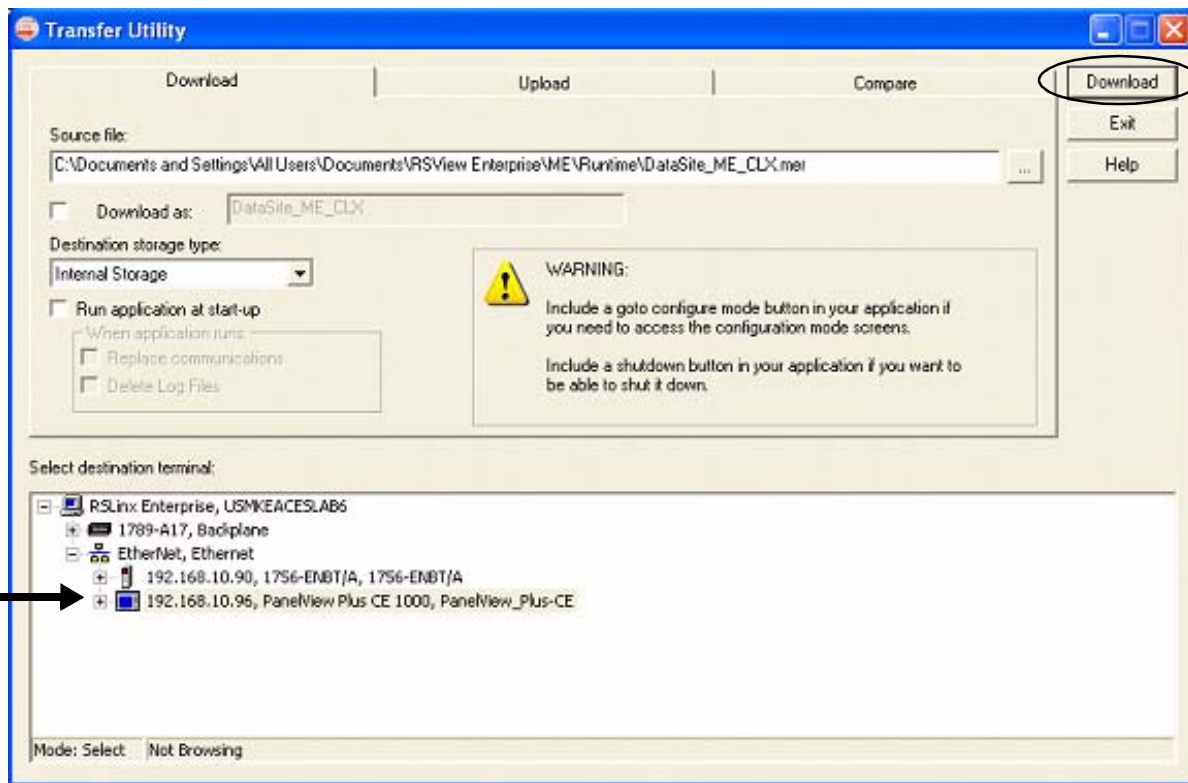 Transfer Utility
Download
Upload
Compare
Download
Exit
Help
Source file:
C:\Documents and Settings\All Users\Documents\RSView Enterprise\ME\Runtime\DataSite_ME_CLX.mer
...
Download as:
DataSite_ME_CLX
Destination storage type:
Internal Storage
Run application at start-up
When application runs
Replace communications
Delete Log Files
WARNING:
Include a goto configure mode button in your application if
you need to access the configuration mode screens.
Include a shutdown button in your application if you want to
be able to shut it down.
Select destination terminal:
RSLinx Enterprise, USMKEACESLAB6
1789-A17, Backplane
EtherNet, Ethernet
192.168.10.90, 1756-ENBT/A, 1756-ENBT/A
192.168.10.96, PanelView Plus CE 1000, PanelView_Plus-CE
Mode: Select
Not Browsing